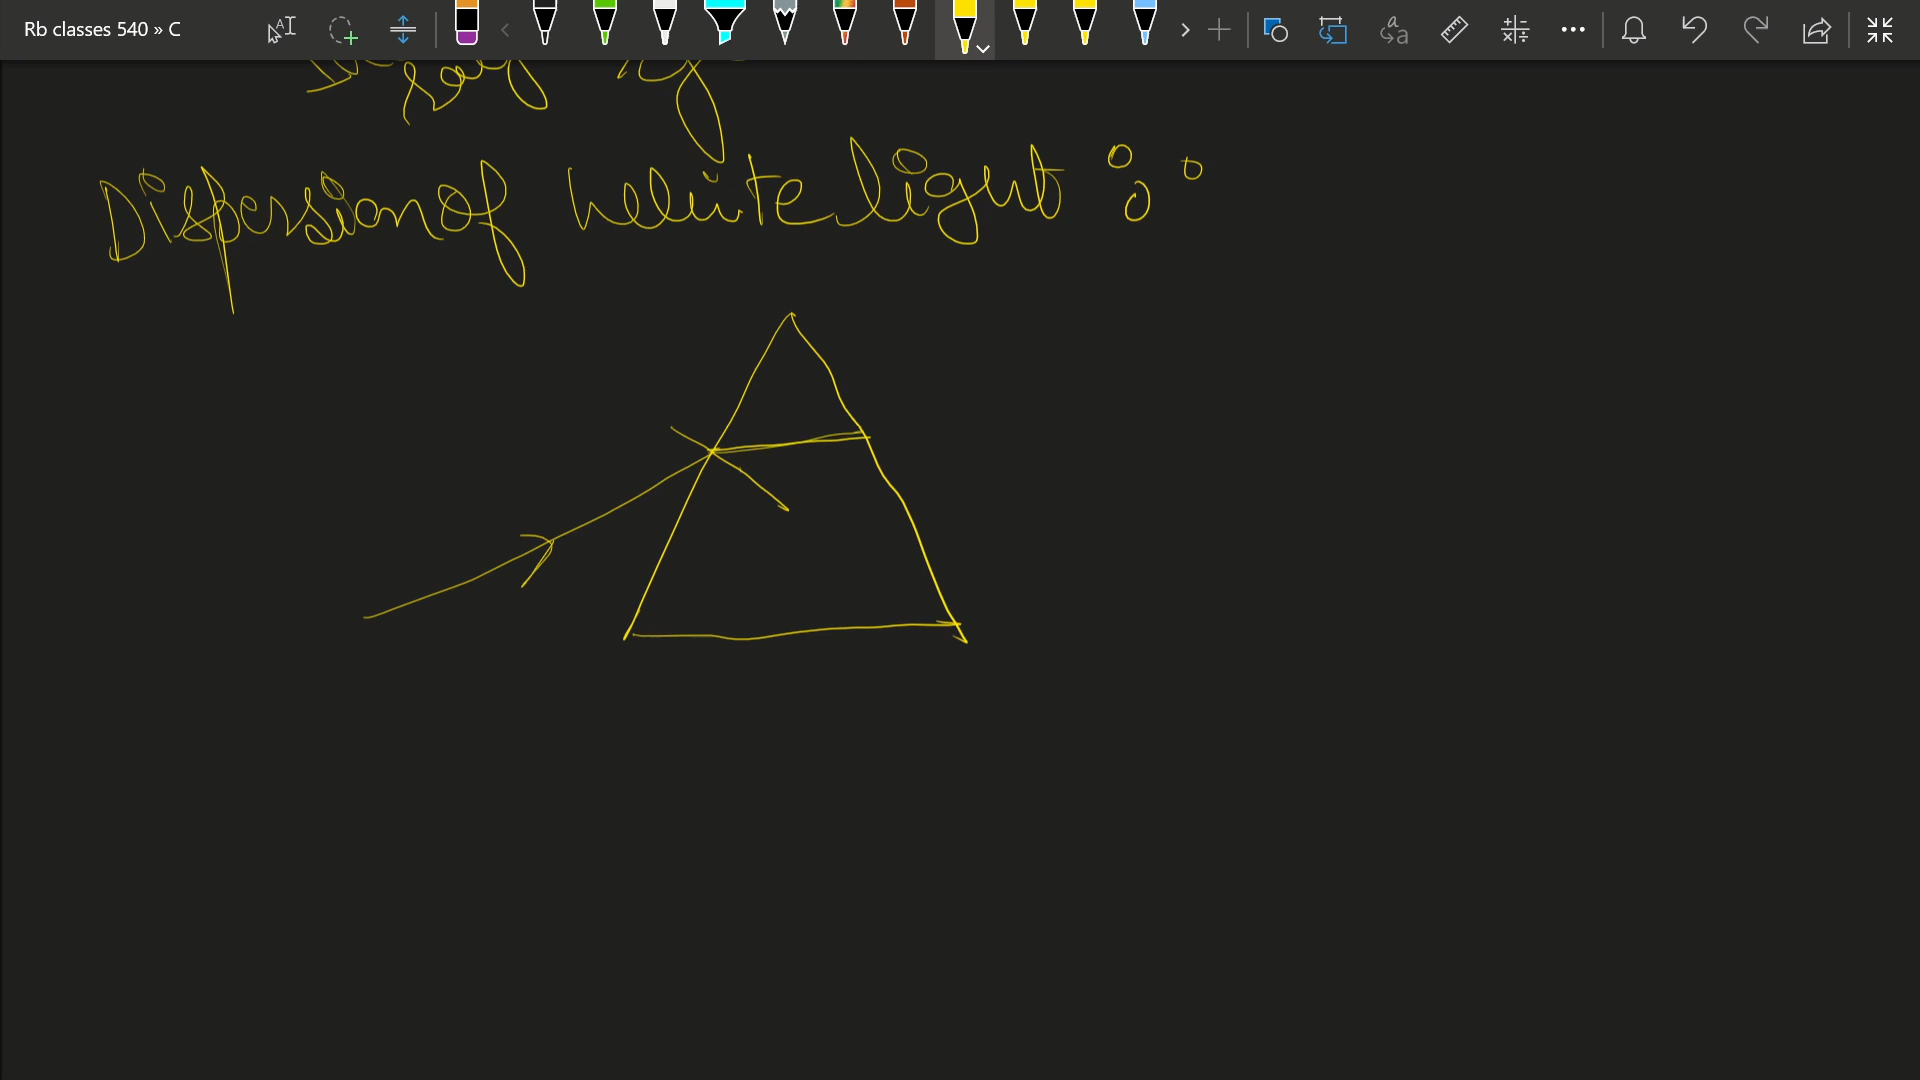 Rb classes 540 » C
Dispersion of white light :